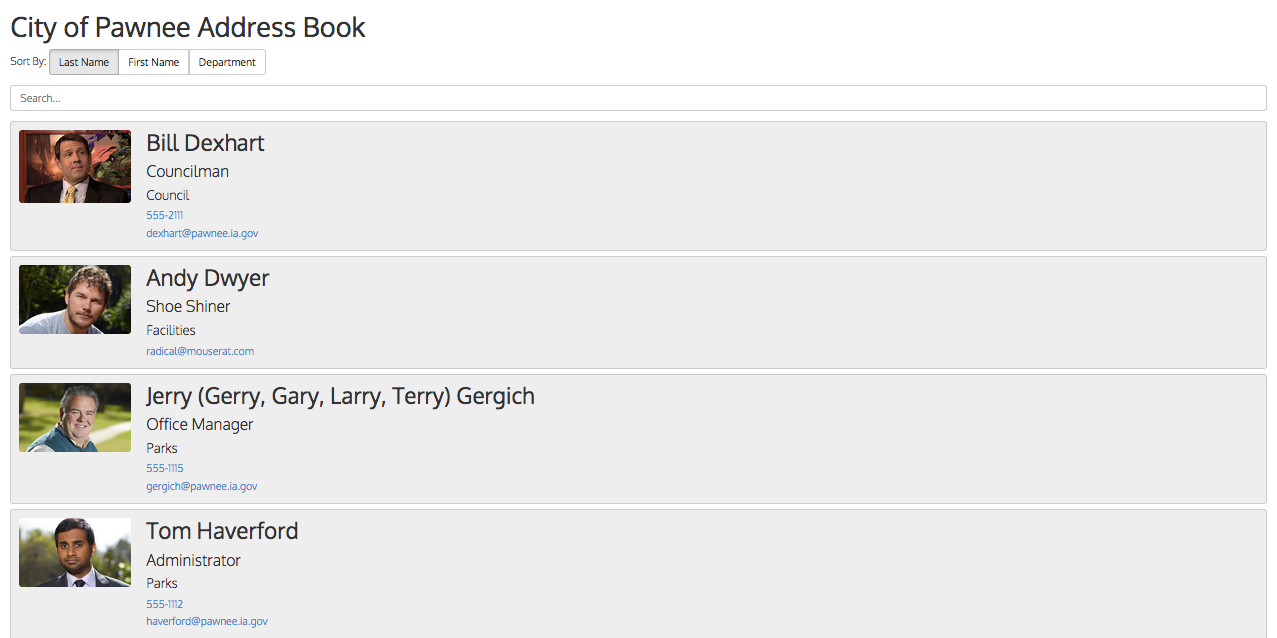 City of Pawnee Address Book
Sort By: Last Name First Name Department
Search...
Bill Dexhart
Councilman
Council
555-2111
dexhart@pawnee.ia.gov
Andy Dwyer
Shoe Shiner
Facilities
radical@mouserat.com
Jerry (Gerry, Gary, Larry, Terry) Gergich
Office Manager
Parks
555-1115
gergich@pawnee.ia.gov
Tom Haverford
Administrator
Parks
555-1112
haverford@pawnee.ia.gov